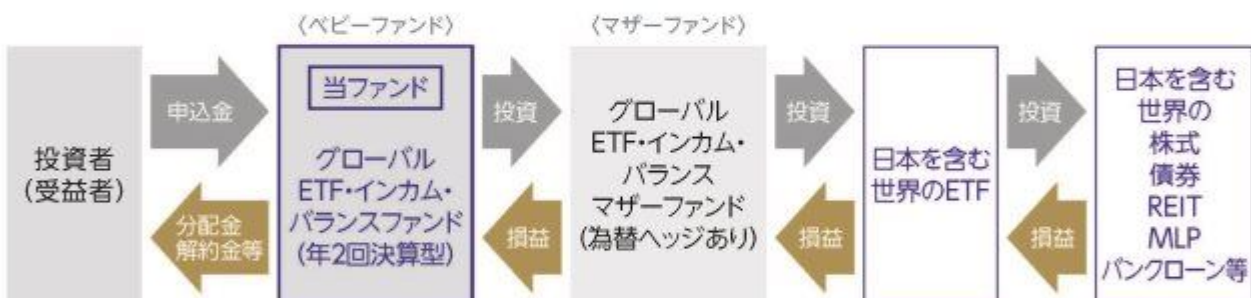 〈ベビーファンド〉
〈マザーファンド〉
投資者
(受益者)
申込金
分配金
解約金等
当ファンド
グローバル
ETF・インカム・
バランスファンド
(年2回決算型)
投資
損益
グローバル
ETF・インカム・
バランス
マザーファンド
(為替ヘッジあり)
投資
損益
日本を含む
世界のETF
投資
損益
日本を含む
世界の
株式
債券
REIT
MLP
バンクローン等